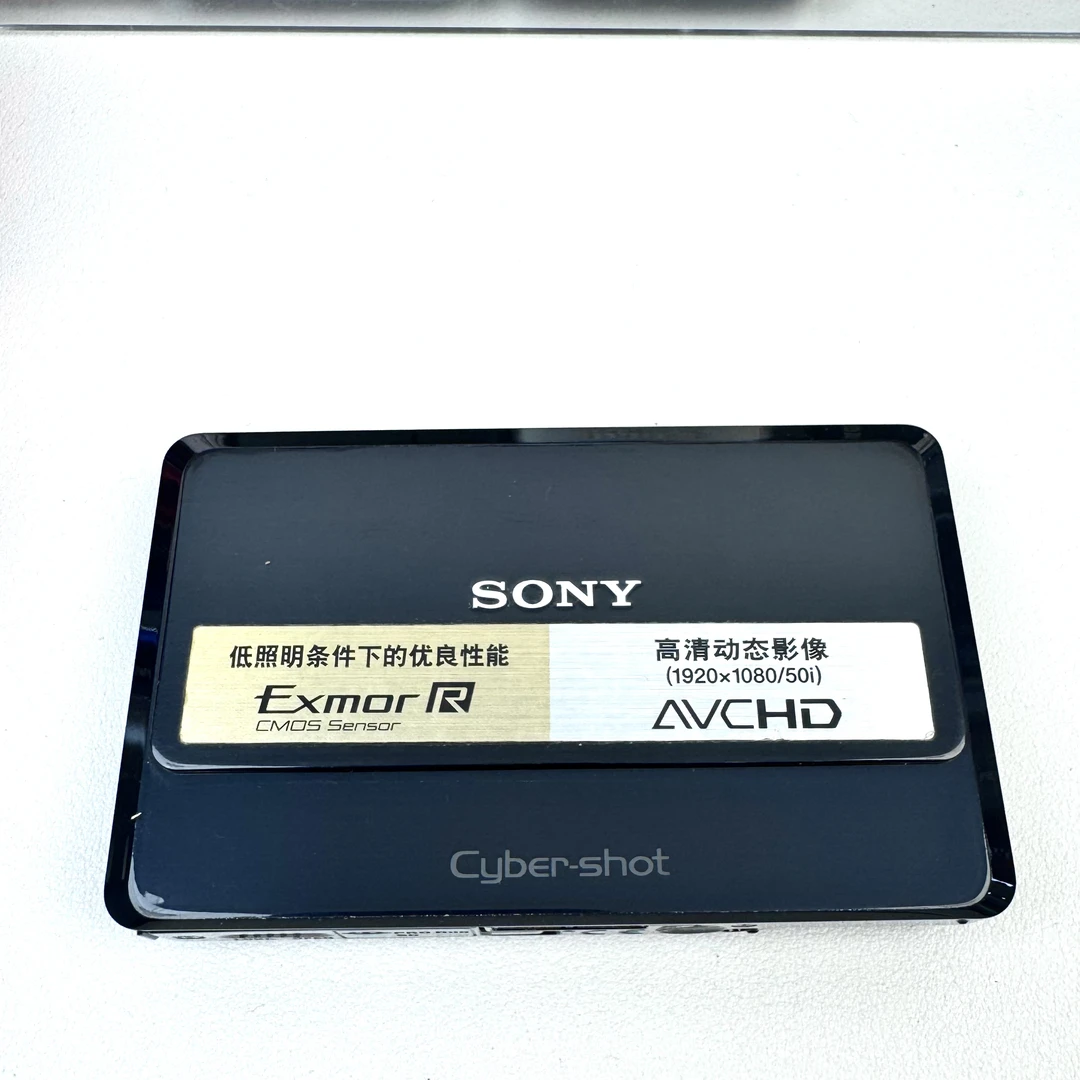 SONY
低照明条件下的优良性能
Exmor R
CMOS Sensor
高清动态影像
(1920×1080/50i)
AVCHD
Cyber-shot